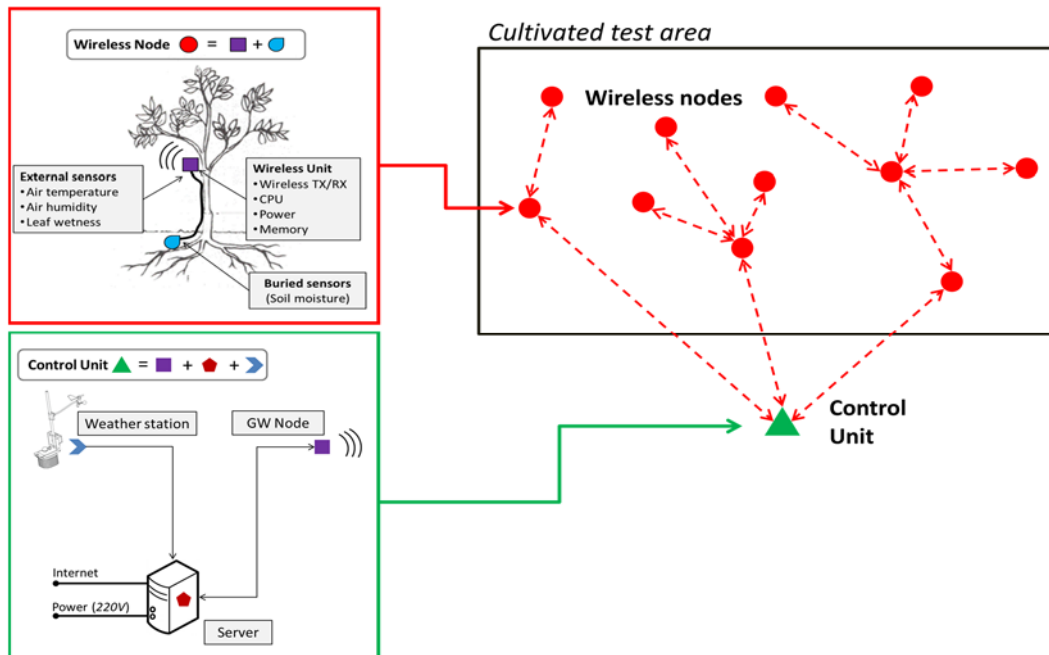 Wireless Node = +
External sensors
• Air temperature
• Air humidity
• Leaf wetness
Wireless Unit
• Wireless TX/RX
• CPU
• Power
• Memory
Buried sensors
(Soil moisture)
Cultivated test area
Wireless nodes
Control
Unit
Control Unit = + +
Weather station
GW Node
Internet
Power (220V)
Server